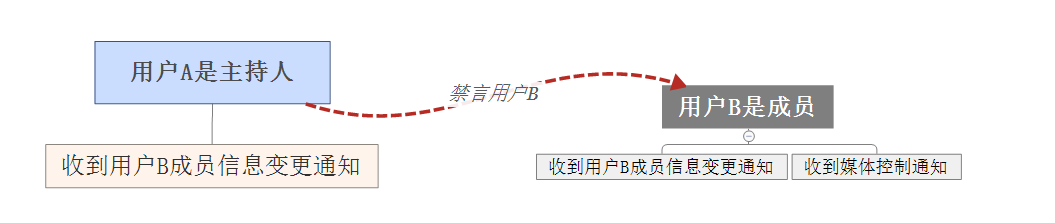 用户A是主持人
禁言用户B
用户B是成员
收到用户B成员信息变更通知
收到用户B成员信息变更通知
收到媒体控制通知